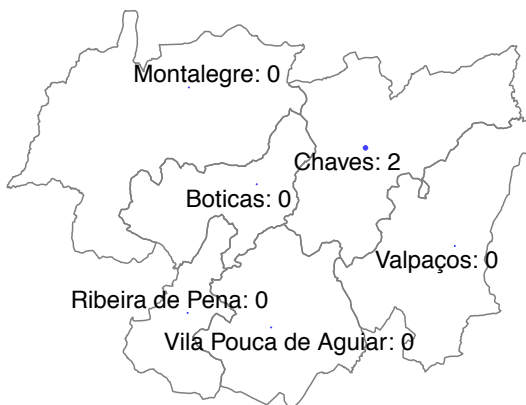 Montalegre: 0
Chaves: 2
Boticas: 0
Valpaços: 0
Ribeira de Pena: 0
Vila Pouca de Aguiar: 0